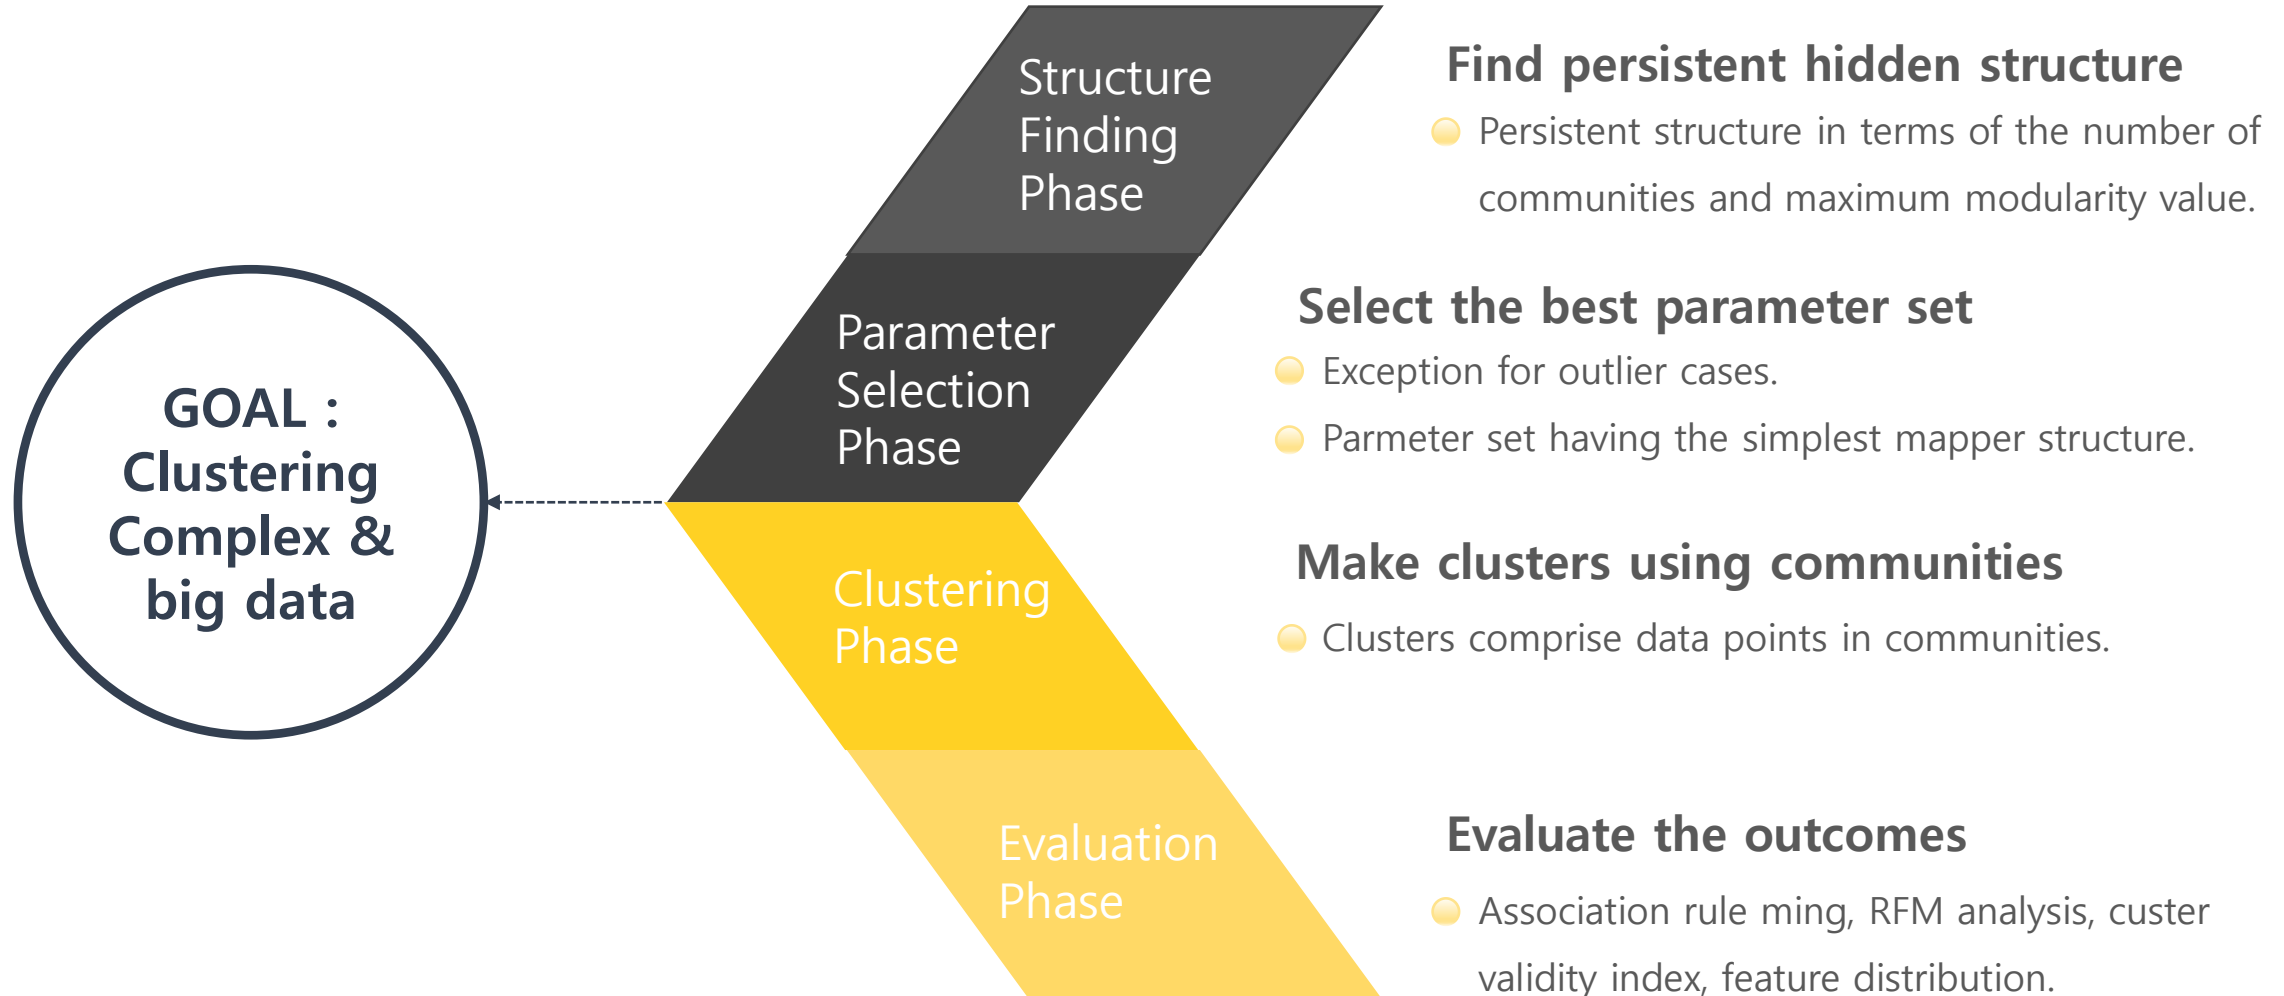 GOAL :
Clustering
Complex &
big data
Structure
Finding
Phase
Find persistent hidden structure
Persistent structure in terms of the number of
communities and maximum modularity value.
Parameter
Selection
Phase
Select the best parameter set
Exception for outlier cases.
Parmeter set having the simplest mapper structure.
Clustering
Phase
Make clusters using communities
Clusters comprise data points in communities.
Evaluation
Phase
Evaluate the outcomes
Association rule ming, RFM analysis, custer
validity index, feature distribution.